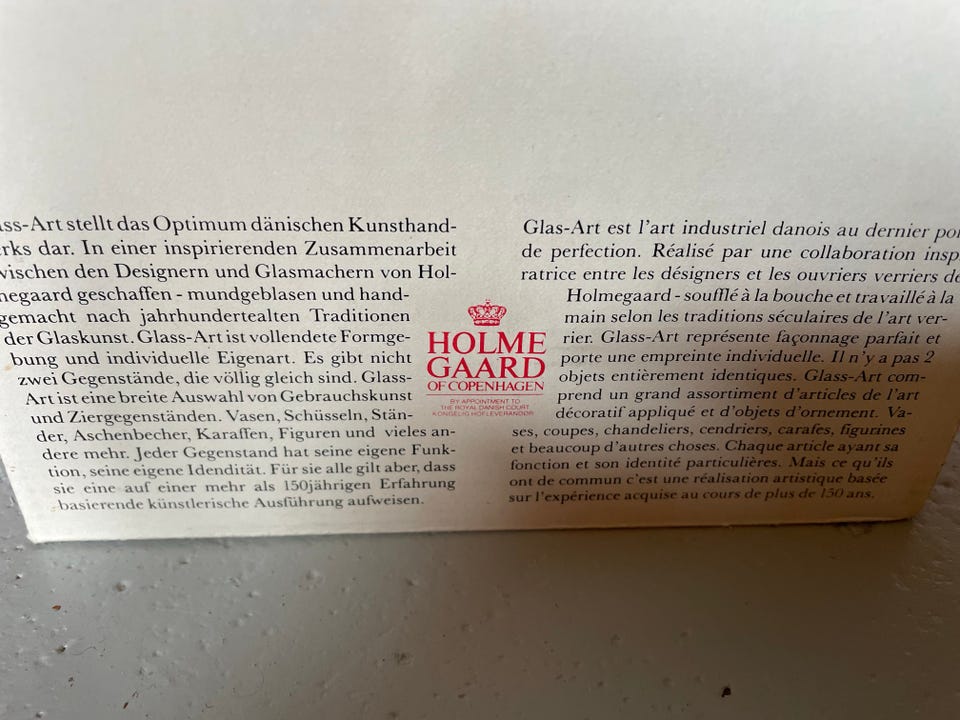 ss-Art stellt das Optimum dänischen Kunsthand-
rks dar. In einer inspirierenden Zusammenarbeit
wischen den Designern und Glasmachern von Hol-
negaard geschaffen - mundgeblasen und hand-
gemacht nach jahrhundertealten Traditionen
der Glaskunst. Glass-Art ist vollendete Formge-
bung und individuelle Eigenart. Es gibt nicht
zwei Gegenstände, die völlig gleich sind. Glass-
Art ist eine breite Auswahl von Gebrauchskunst
und Ziergegenständen. Vasen, Schüsseln, Stän-
der, Aschenbecher, Karaffen, Figuren und vieles an-
dere mehr. Jeder Gegenstand hat seine eigene Funk-
tion, seine eigene Idendität. Für sie alle gilt aber, dass
sie eine auf einer mehr als 150jährigen Erfahrung
basierende künstlerische Ausführung aufweisen.
HOLME
GAARD
OF COPENHAGEN
BY APPOINTMENT TO
THE ROYAL DANISH COURT
KONGELIG HOFLEVERANDØR
Glas-Art est l'art industriel danois au dernier poi
de perfection. Réalisé par une collaboration insp
ratrice entre les désigners et les ouvriers verriers de
Holmegaard - soufflé à la bouche et travaillé à la
main selon les traditions séculaires de l'art ver-
rier. Glass-Art représente façonnage parfait et
porte une empreinte individuelle. Il n'y a pas 2
objets entièrement identiques. Glass-Art com-
prend un grand assortiment d'articles de l'art
décoratif appliqué et d'objets d'ornement. Va-
ses, coupes, chandeliers, cendriers, carafes, figurines
et beaucoup d'autres choses. Chaque article ayant sa
fonction et son identité particulières. Mais ce qu'ils
ont de commun c'est une réalisation artistique basée
sur l'expérience acquise au cours de plus de 150 ans.